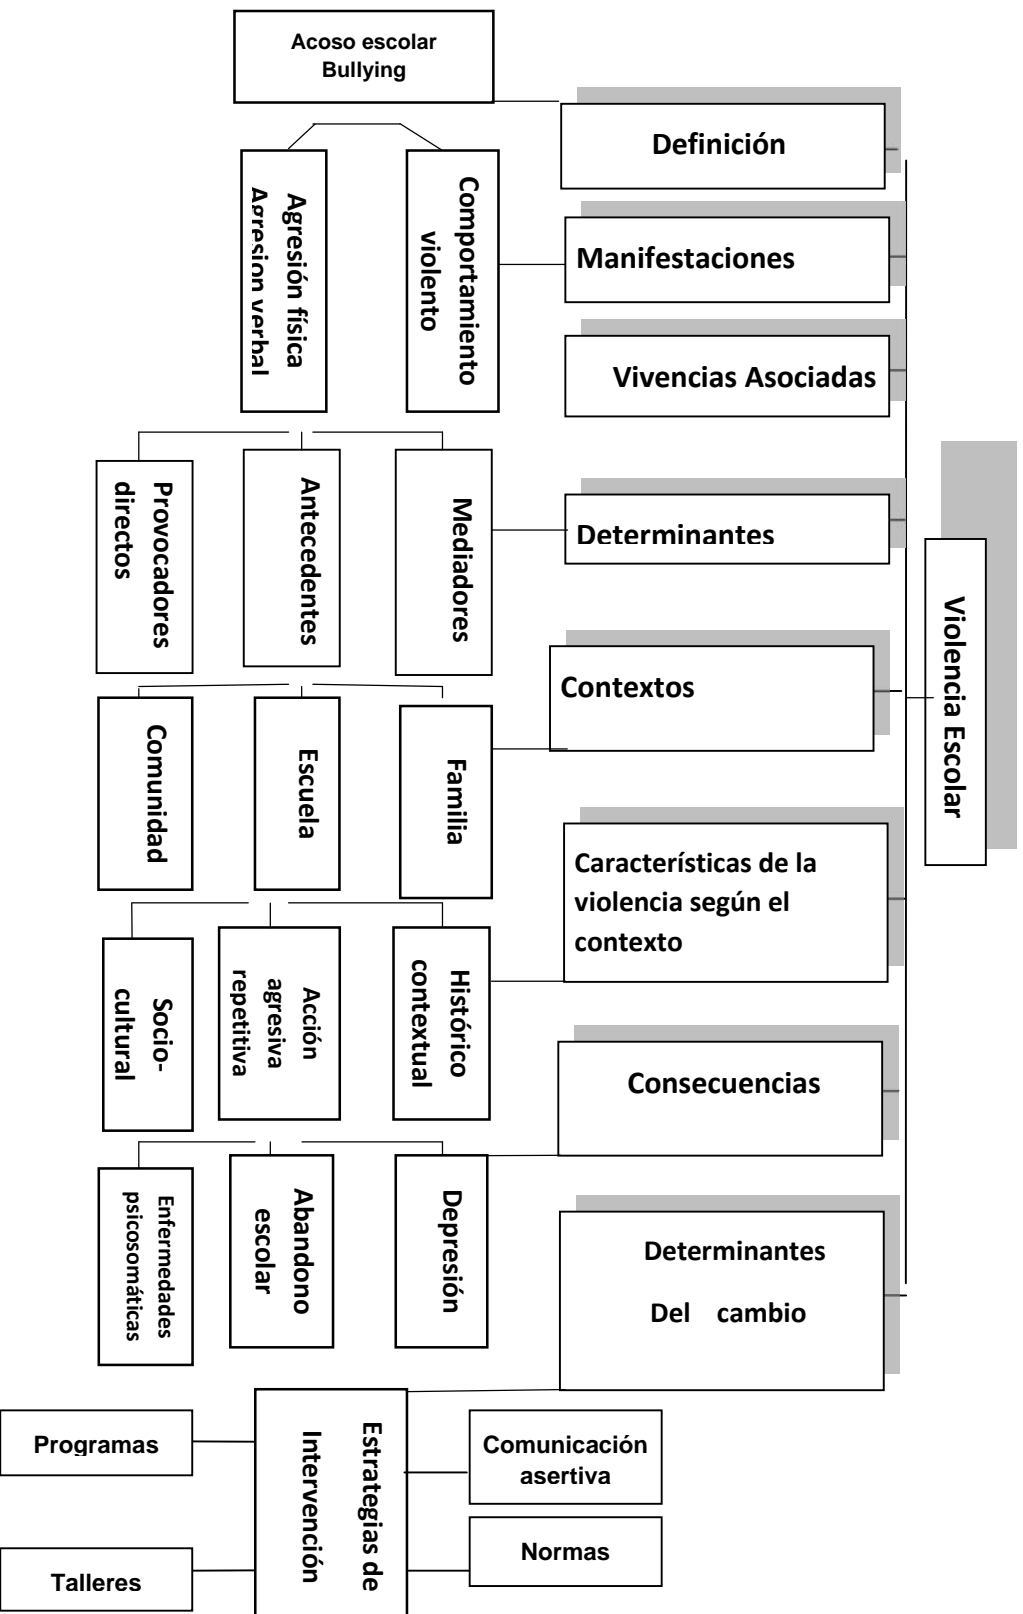 Acoso escolar
Bullying
Definición
Agresión física
Agresion verbal
Comportamiento
violento
Manifestaciones
Vivencias Asociadas
Provocadores
directos
Antecedentes
Mediadores
Determinantes
Violencia Escolar
Comunidad
Escuela
Familia
Contextos
Socio-
cultural
Acción
agresiva
repetitiva
Histórico
contextual
Característícas de la
violencia según el
contexto
Consecuencias
Enfermedades
psicosomáticas
Abandono
escolar
Depresión
Determinantes
Del cambio
Estrategias de
Intervención
Programas
Comunicación
asertiva
Talleres
Normas